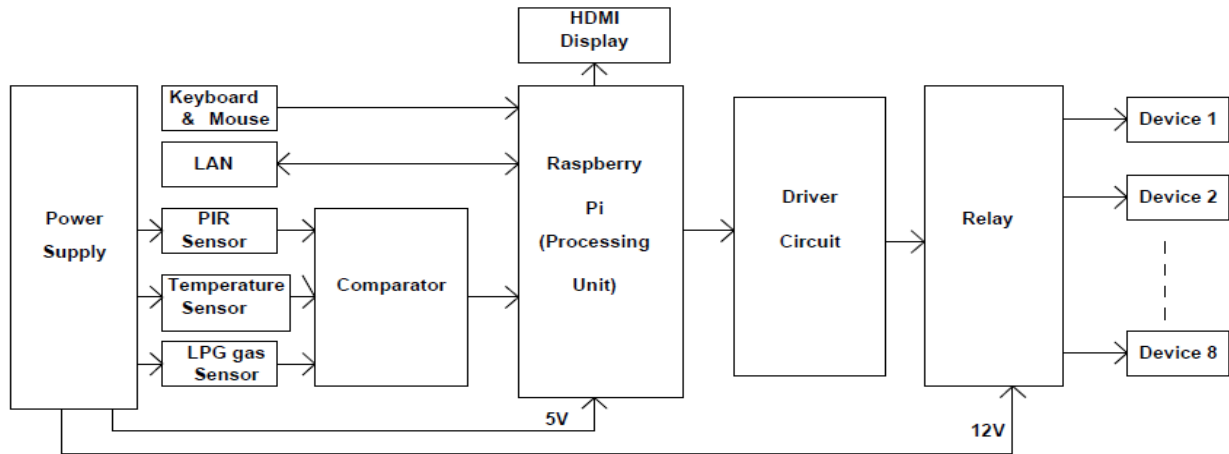 HDMI
Display
Keyboard
& Mouse
LAN
Power
Supply
PIR
Sensor
Temperature
Sensor
LPG gas
Sensor
Comparator
Raspberry
Pi
(Processing
Unit)
Driver
Circuit
Relay
Device 1
Device 2
Device 8
5V
12V